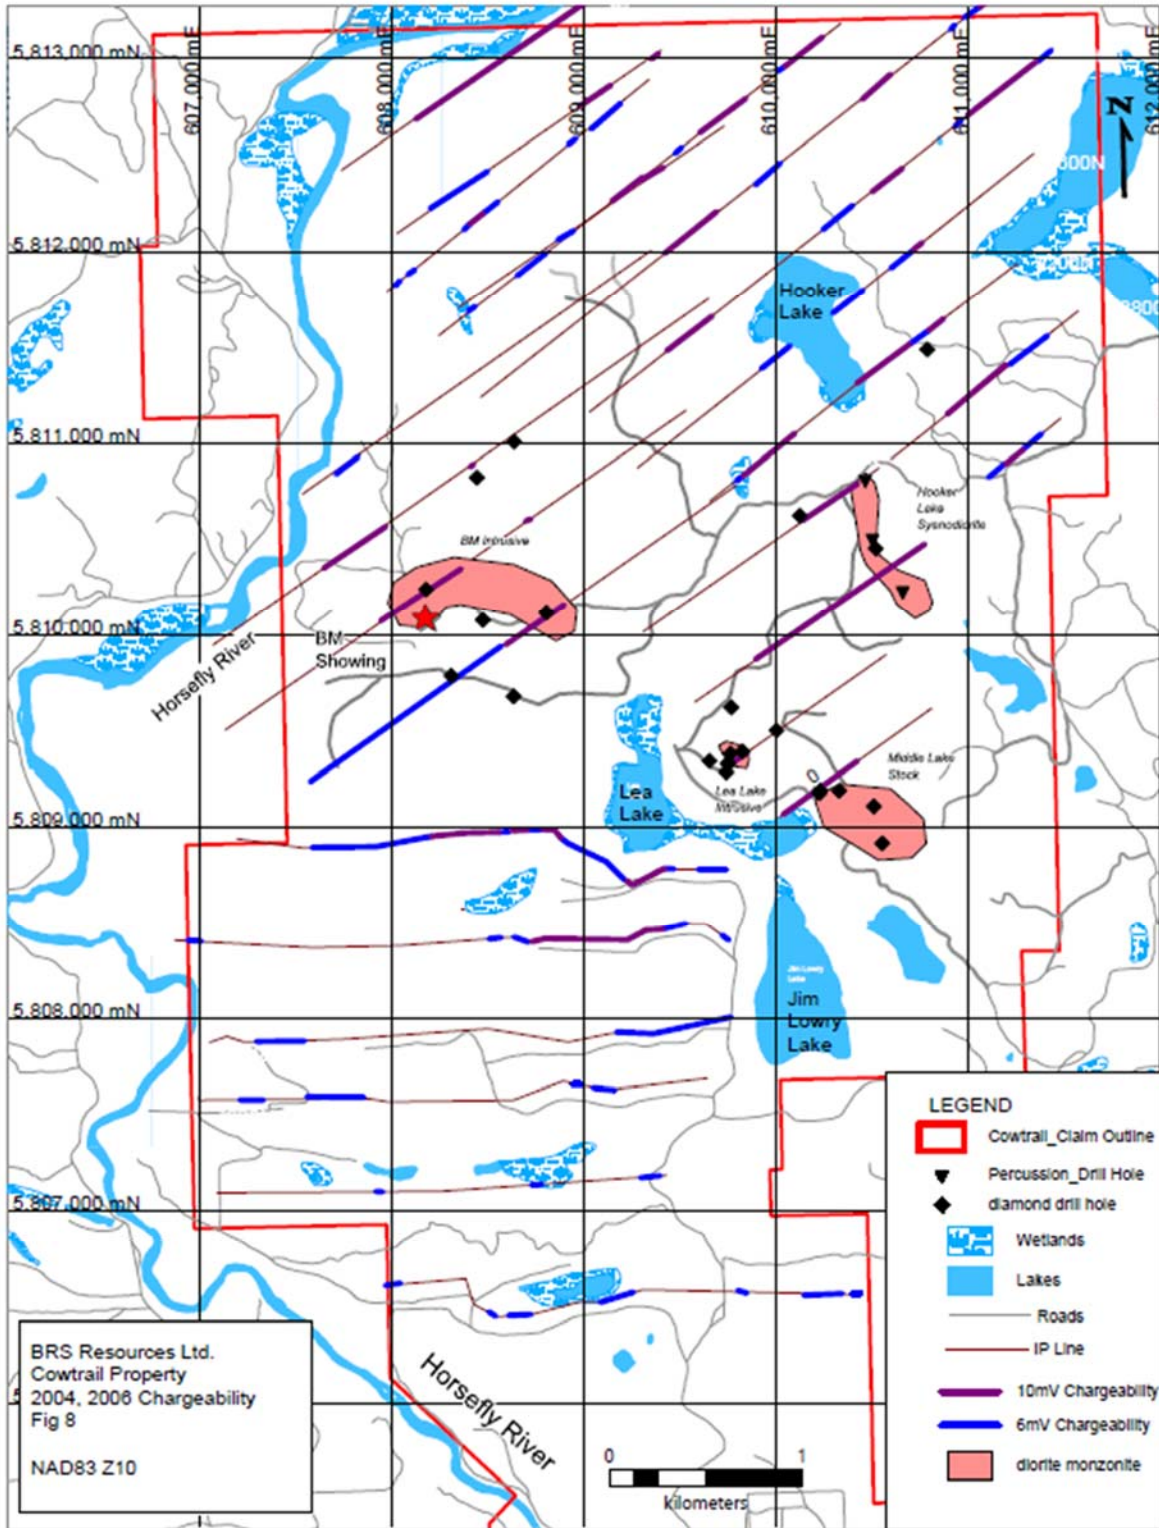 607,000 mE
608,000 mE
609,000 mE
610,000 mE
611,000 mE
612,000 mE
5,813,000 mN
N
5,812,000 mN
Hooker
Lake
5,811,000 mN
Hooker
Lake
Syenodiorite
BM Intrusive
5,810,000 mN
BM
Showing
Horsefly River
Lea
Lake
Lea Lake
Intrusive
Middle Lake
Stock
5,809,000 mN
Jim Lowry
Lake
Jim
Lowry
Lake
5,808,000 mN
5,807,000 mN
Horsefly River
LEGEND
Cowtrail_Claim Outline
Percussion_Drill Hole
diamond drill hole
Wetlands
Lakes
Roads
IP Line
10mV Chargeability
6mV Chargeability
diorite monzonite
BRS Resources Ltd.
Cowtrail Property
2004, 2006 Chargeability
Fig 8
NAD83 Z10
0 1
kilometers